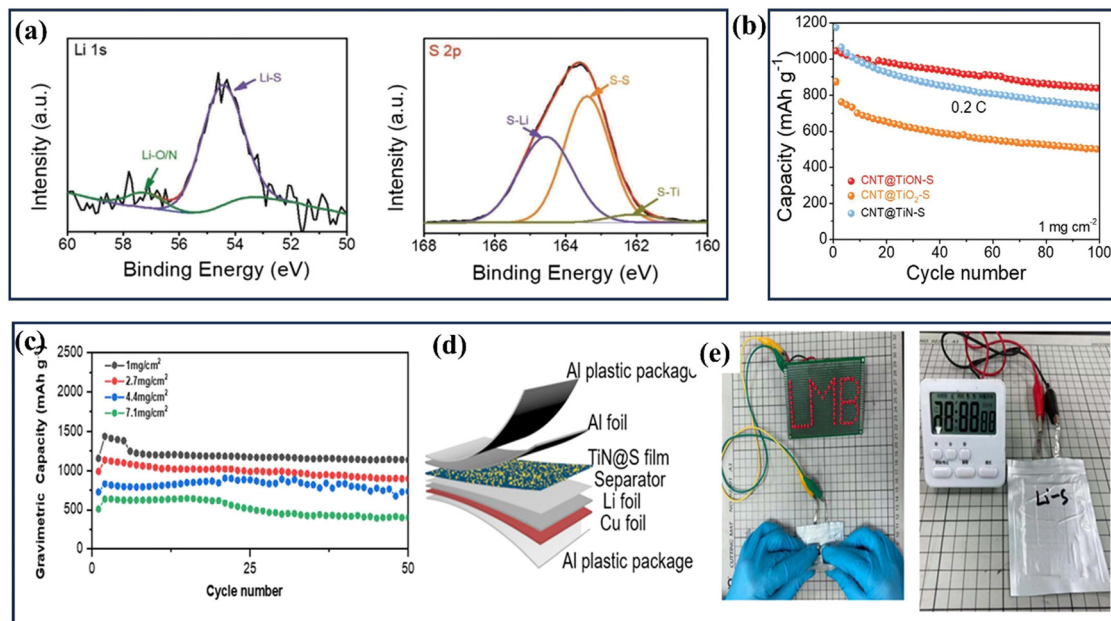 (a)
Li 1s
Li-S
Li-O/N
Intensity (a.u.)
60 58 56 54 52 50
Binding Energy (eV)
S 2p
S-S
S-Li
S-Ti
Intensity (a.u.)
168 166 164 162 160
Binding Energy (eV)
(b)
1200
1000
800
600
400
200
0
Capacity (mAh g⁻¹)
0.2 C
CNT@TiON-S
CNT@TiO₂-S
CNT@TiN-S
1 mg cm⁻²
0 20 40 60 80 100
Cycle number
(c)
2500
2000
1500
1250
1000
750
500
250
0
Gravimetric Capacity (mAh g⁻¹)
1mg/cm²
2.7mg/cm²
4.4mg/cm²
7.1mg/cm²
0 25 50
Cycle number
(d)
Al plastic package
Al foil
TiN@S film
Separator
Li foil
Cu foil
Al plastic package
(e)
LMB
Li-S